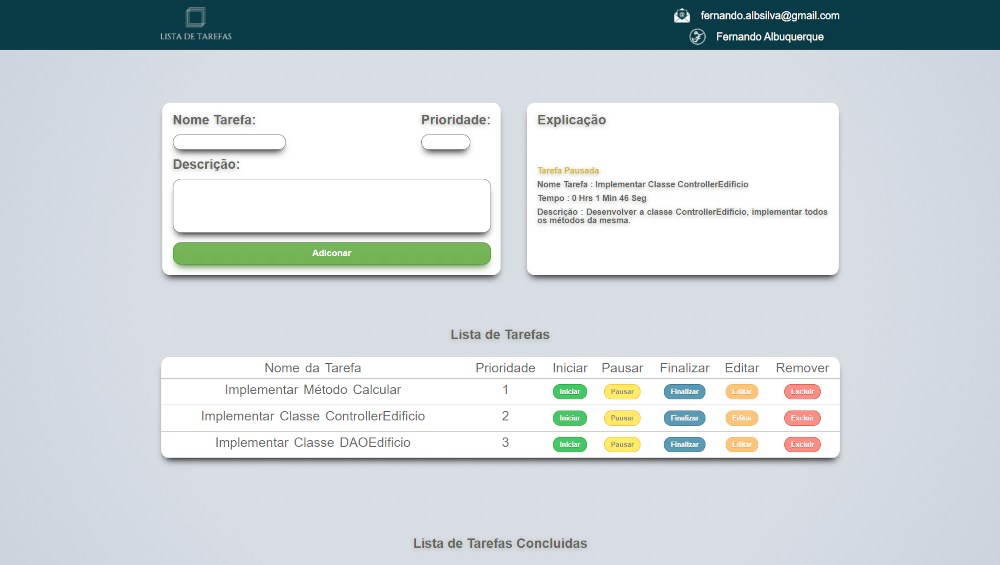 LISTA DE TAREFAS
fernando.albsilva@gmail.com
Fernando Albuquerque
Nome Tarefa:
Prioridade:
Descrição:
Adiconar
Explicação
Tarefa Pausada
Nome Tarefa : Implementar Classe ControllerEdificio
Tempo : 0 Hrs 1 Min 46 Seg
Descrição : Desenvolver a classe ControllerEdificio, implementar todos
os métodos da mesma.
Lista de Tarefas
Nome da Tarefa Prioridade Iniciar Pausar Finalizar Editar Remover
Implementar Método Calcular 1 Iniciar Pausar Finalizar Editar Excluir
Implementar Classe ControllerEdificio 2 Iniciar Pausar Finalizar Editar Excluir
Implementar Classe DAOEdificio 3 Iniciar Pausar Finalizar Editar Excluir
Lista de Tarefas Concluidas